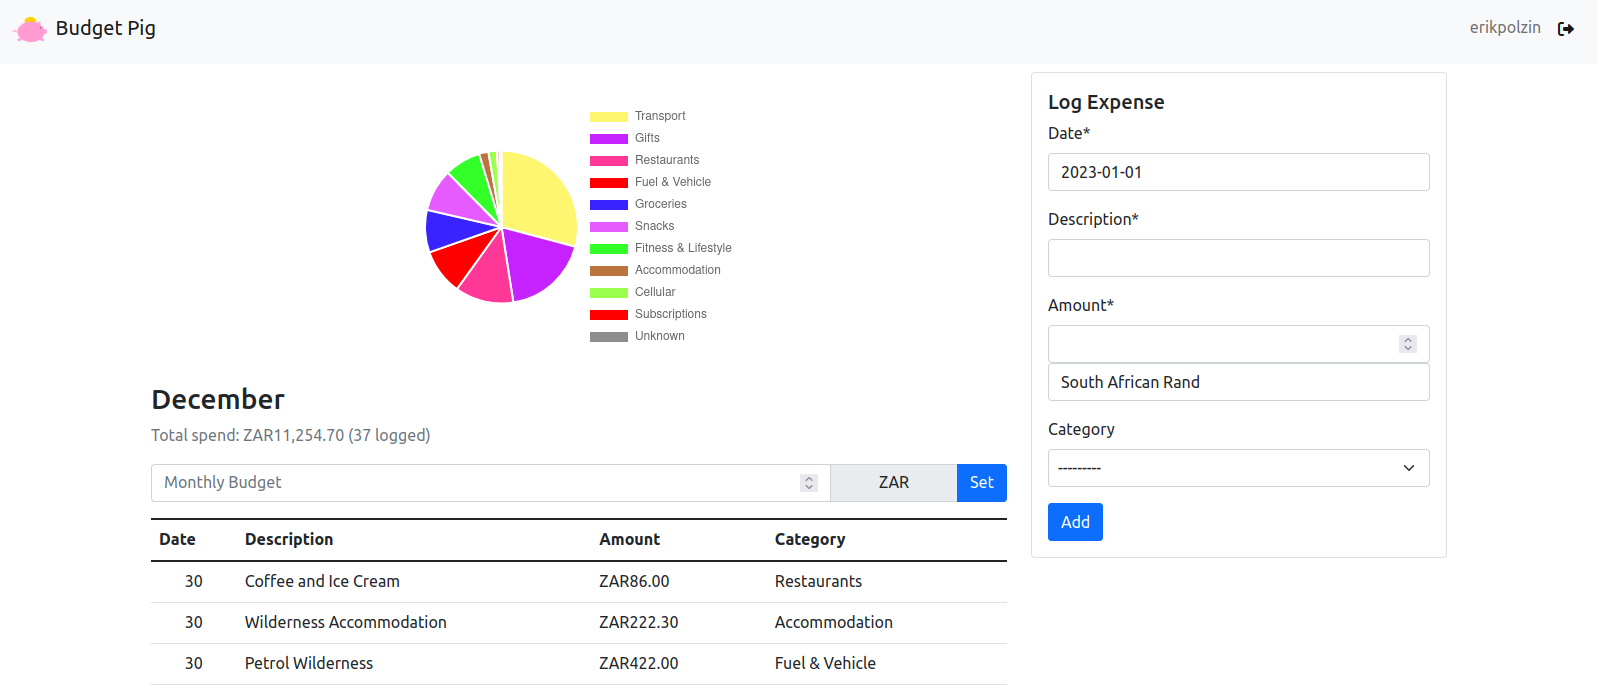 Budget Pig
erikpolzin
Transport
Gifts
Restaurants
Fuel & Vehicle
Groceries
Snacks
Fitness & Lifestyle
Accommodation
Cellular
Subscriptions
Unknown
December
Total spend: ZAR11,254.70 (37 logged)
Monthly Budget ZAR Set
Date Description Amount Category
30 Coffee and Ice Cream ZAR86.00 Restaurants
30 Wilderness Accommodation ZAR222.30 Accommodation
30 Petrol Wilderness ZAR422.00 Fuel & Vehicle
Log Expense
Date*
2023-01-01
Description*
Amount*
South African Rand
Category
---------
Add